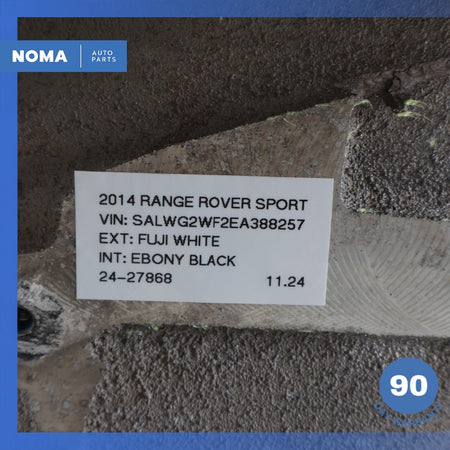 NOMA AUTO PARTS
2014 RANGE ROVER SPORT
VIN: SALWG2WF2EA388257
EXT: FUJI WHITE
INT: EBONY BLACK
24-27868 11.24
90